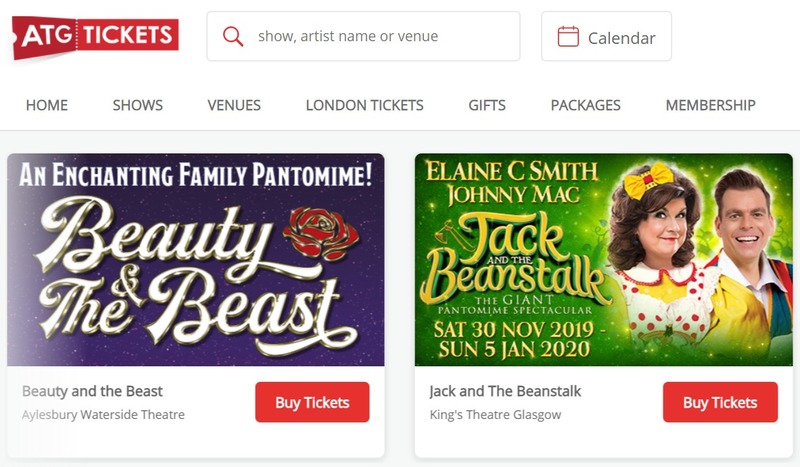 ATG TICKETS
show, artist name or venue
Calendar
HOME SHOWS VENUES LONDON TICKETS GIFTS PACKAGES MEMBERSHIP
AN ENCHANTING FAMILY PANTOMIME!
Beauty
&
The Beast
Beauty and the Beast
Aylesbury Waterside Theatre
Buy Tickets
ELAINE C SMITH
JOHNNY MAC
Jack
AND THE
Beanstalk
THE GIANT
PANTOMIME SPECTACULAR
SAT 30 NOV 2019 -
SUN 5 JAN 2020
Jack and The Beanstalk
King's Theatre Glasgow
Buy Tickets